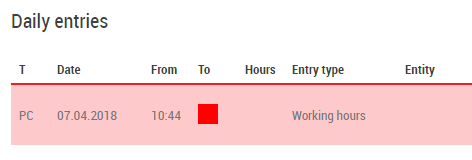 Daily entries
T Date From To Hours Entry type Entity
PC 07.04.2018 10:44 Working hours